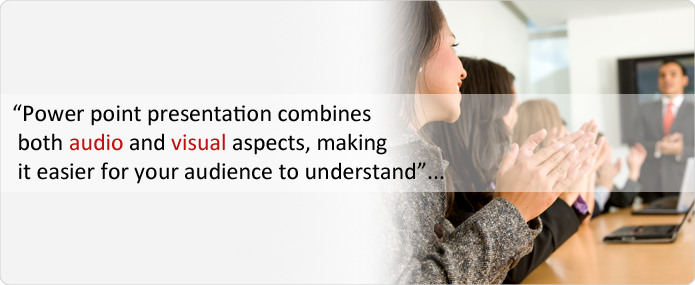 “Power point presentation combines
both audio and visual aspects, making
it easier for your audience to understand”...